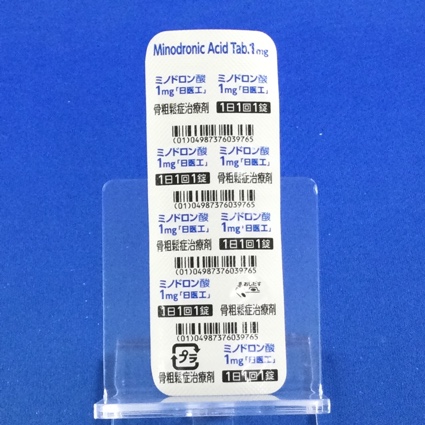 Minodronic Acid Tab.1mg
ミノドロン酸 ミノドロン酸
1mg「日医工」 1mg「日医工」
骨粗鬆症治療剤 1日1回1錠
(01)04987376039765
ミノドロン酸 ミノドロン酸
1mg「日医工」 1mg「日医工」
1日1回1錠 骨粗鬆症治療剤
(01)04987376039765
ミノドロン酸 ミノドロン酸
1mg「日医工」 1mg「日医工」
骨粗鬆症治療剤 1日1回1錠
(01)04987376039765
ミノドロン酸
1mg「日医工」
おしだす
1日1回1錠 骨粗鬆症治療剤
(01)04987376039765
プラ
ミノドロン酸
1mg「日医工」
骨粗鬆症治療剤 1日1回1錠